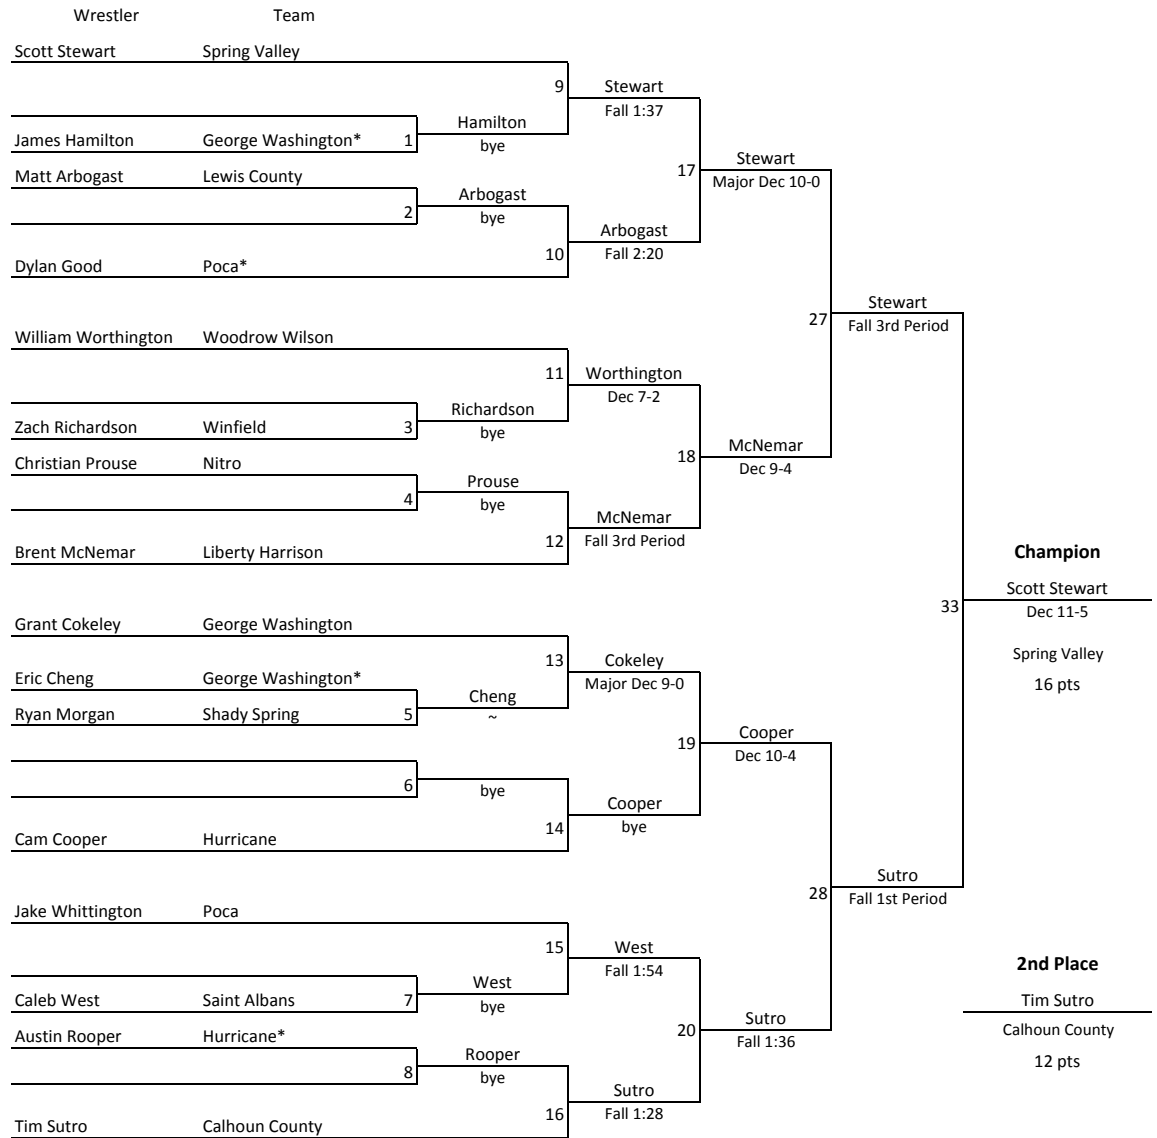 Wrestler Team
Scott Stewart Spring Valley
9 Stewart
Fall 1:37
Hamilton
James Hamilton George Washington* 1
bye
Stewart
17
Matt Arbogast Lewis County
Major Dec 10-0
Arbogast
2
bye
Arbogast
10 Fall 2:20
Dylan Good Poca*
Stewart
27
Fall 3rd Period
William Worthington Woodrow Wilson
11 Worthington
Dec 7-2
Richardson
Zach Richardson Winfield 3
bye
McNemar
18
Christian Prouse Nitro
Dec 9-4
Prouse
4
bye
McNemar
12 Fall 3rd Period
Brent McNemar Liberty Harrison
Champion
Scott Stewart
33
Dec 11-5
Grant Cokeley George Washington
Spring Valley
13 Cokeley
Eric Cheng George Washington*
Major Dec 9-0
16 pts
Cheng
Ryan Morgan Shady Spring 5
~
Cooper
19
Dec 10-4
6
bye
Cooper
14 bye
Cam Cooper Hurricane
Sutro
28
Fall 1st Period
Jake Whittington Poca
15 West
2nd Place
Fall 1:54
West
Caleb West Saint Albans 7
bye
Tim Sutro
Sutro
20
Austin Rooper Hurricane*
Calhoun County
Fall 1:36
Rooper
12 pts
8
bye
Sutro
16 Fall 1:28
Tim Sutro Calhoun County